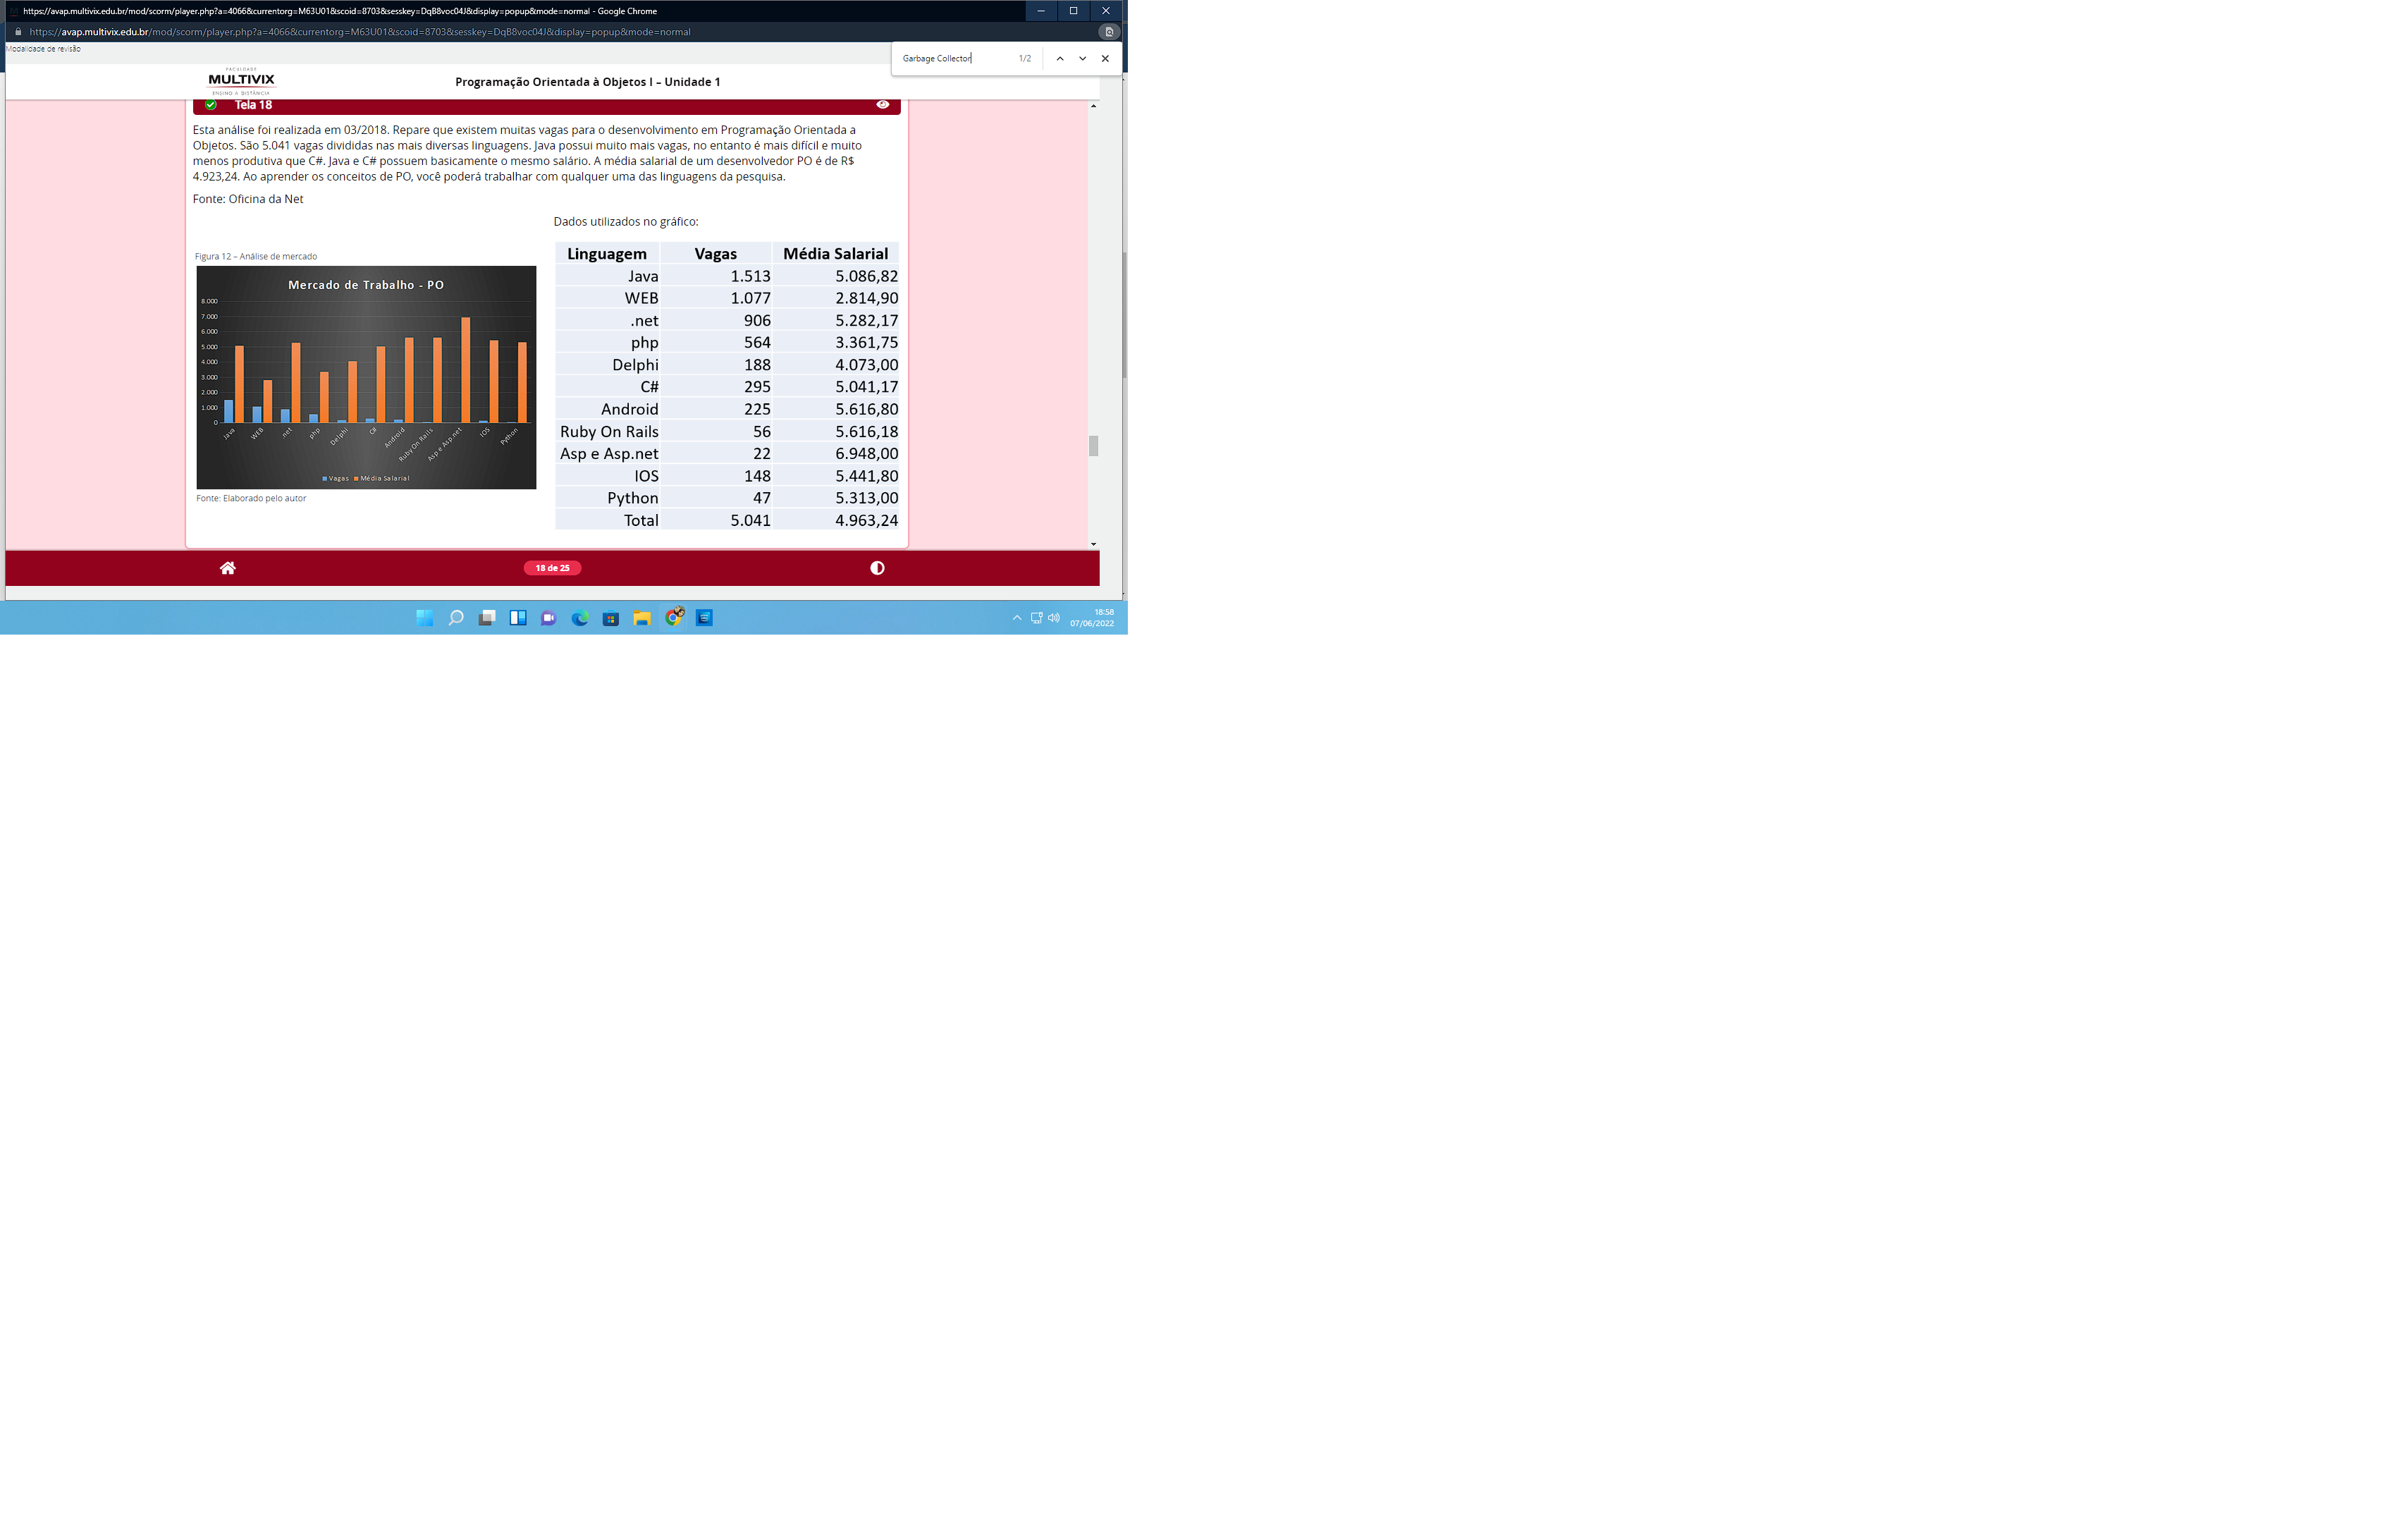 https://avap.multivix.edu.br/mod/scorm/player.php?a=4066&currentorg=M63U01&scoid=8703&sesskey=DqB8voc04J&display=popup&mode=normal - Google Chrome
https://avap.multivix.edu.br/mod/scorm/player.php?a=4066&currentorg=M63U01&scoid=8703&sesskey=DqB8voc04J&display=popup&mode=normal
Modalidade de revisão
Garbage Collector 1/2
FACULDADE
MULTIVIX
ENSINO A DISTÂNCIA
Programação Orientada à Objetos I – Unidade 1
Tela 18
Esta análise foi realizada em 03/2018. Repare que existem muitas vagas para o desenvolvimento em Programação Orientada a
Objetos. São 5.041 vagas divididas nas mais diversas linguagens. Java possui muito mais vagas, no entanto é mais difícil e muito
menos produtiva que C#. Java e C# possuem basicamente o mesmo salário. A média salarial de um desenvolvedor PO é de R$
4.923,24. Ao aprender os conceitos de PO, você poderá trabalhar com qualquer uma das linguagens da pesquisa.
Fonte: Oficina da Net
Figura 12 – Análise de mercado
Mercado de Trabalho - PO
8.000
7.000
6.000
5.000
4.000
3.000
2.000
1.000
0
Java WEB .net php Delphi C# Android Ruby On Rails Asp e Asp.net IOS Python
Vagas Média Salarial
Fonte: Elaborado pelo autor
Dados utilizados no gráfico:
Linguagem Vagas Média Salarial
Java 1.513 5.086,82
WEB 1.077 2.814,90
.net 906 5.282,17
php 564 3.361,75
Delphi 188 4.073,00
C# 295 5.041,17
Android 225 5.616,80
Ruby On Rails 56 5.616,18
Asp e Asp.net 22 6.948,00
IOS 148 5.441,80
Python 47 5.313,00
Total 5.041 4.963,24
18 de 25
18:58
07/06/2022